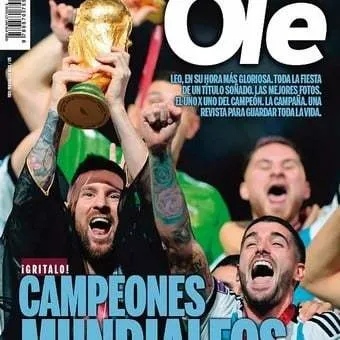 Olé
LEO, EN SU HORA MÁS GLORIOSA. TODA LA FIESTA
DE UN TÍTULO SOÑADO. LAS MEJORES FOTOS.
EL UNO X UNO DEL CAMPEÓN. LA CAMPAÑA. UNA
REVISTA PARA GUARDAR TODA LA VIDA.
¡GRITALO!
CAMPEONES
MUNDIALEOS